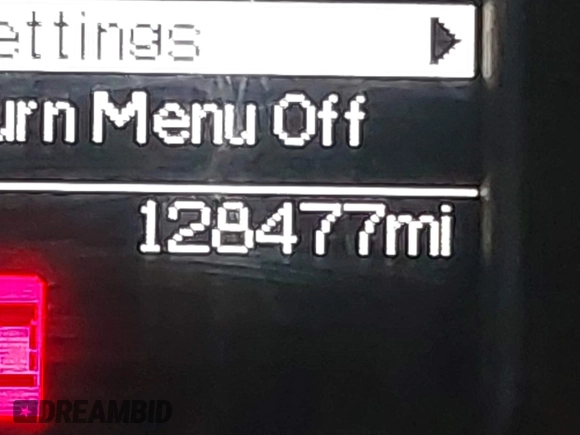 ettings
urn Menu Off
128477mi
DREAMBID